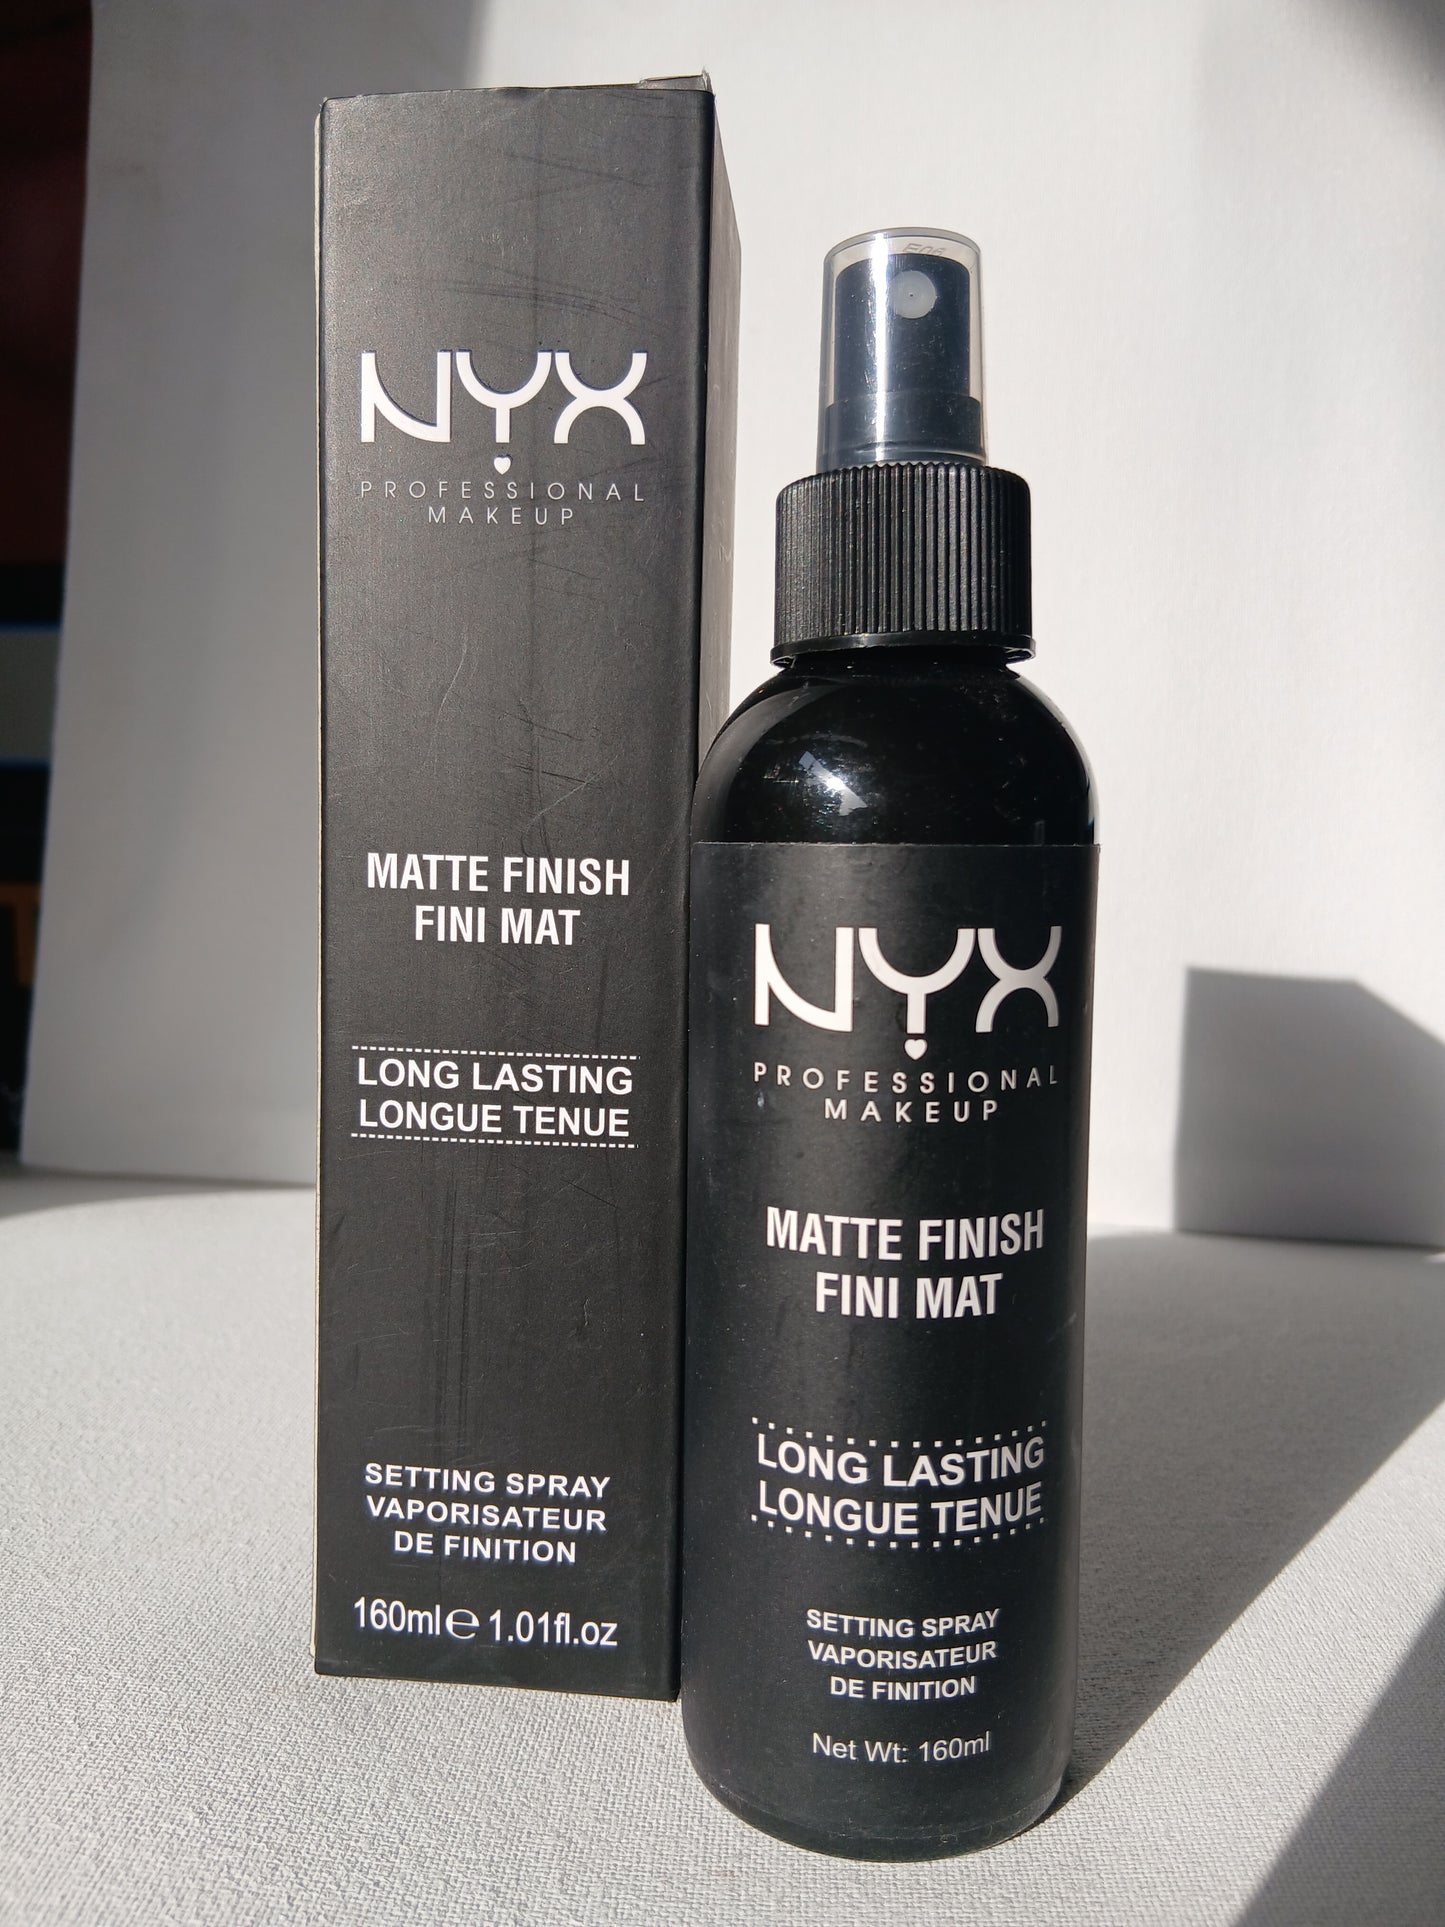 NYX
PROFESSIONAL
MAKEUP
MATTE FINISH
FINI MAT
LONG LASTING
LONGUE TENUE
SETTING SPRAY
VAPORISATEUR
DE FINITION
160ml℮1.01fl.oz
NYX
PROFESSIONAL
MAKEUP
MATTE FINISH
FINI MAT
LONG LASTING
LONGUE TENUE
SETTING SPRAY
VAPORISATEUR
DE FINITION
Net Wt: 160ml